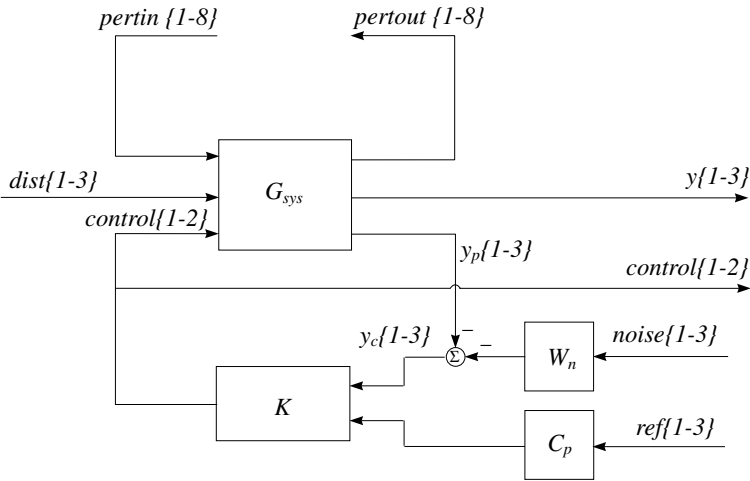 pertin {1-8}
pertout {1-8}
dist{1-3}
G_sys
y{1-3}
control{1-2}
y_p{1-3}
control{1-2}
y_c{1-3}
−
−
Σ
W_n
noise{1-3}
K
C_p
ref{1-3}